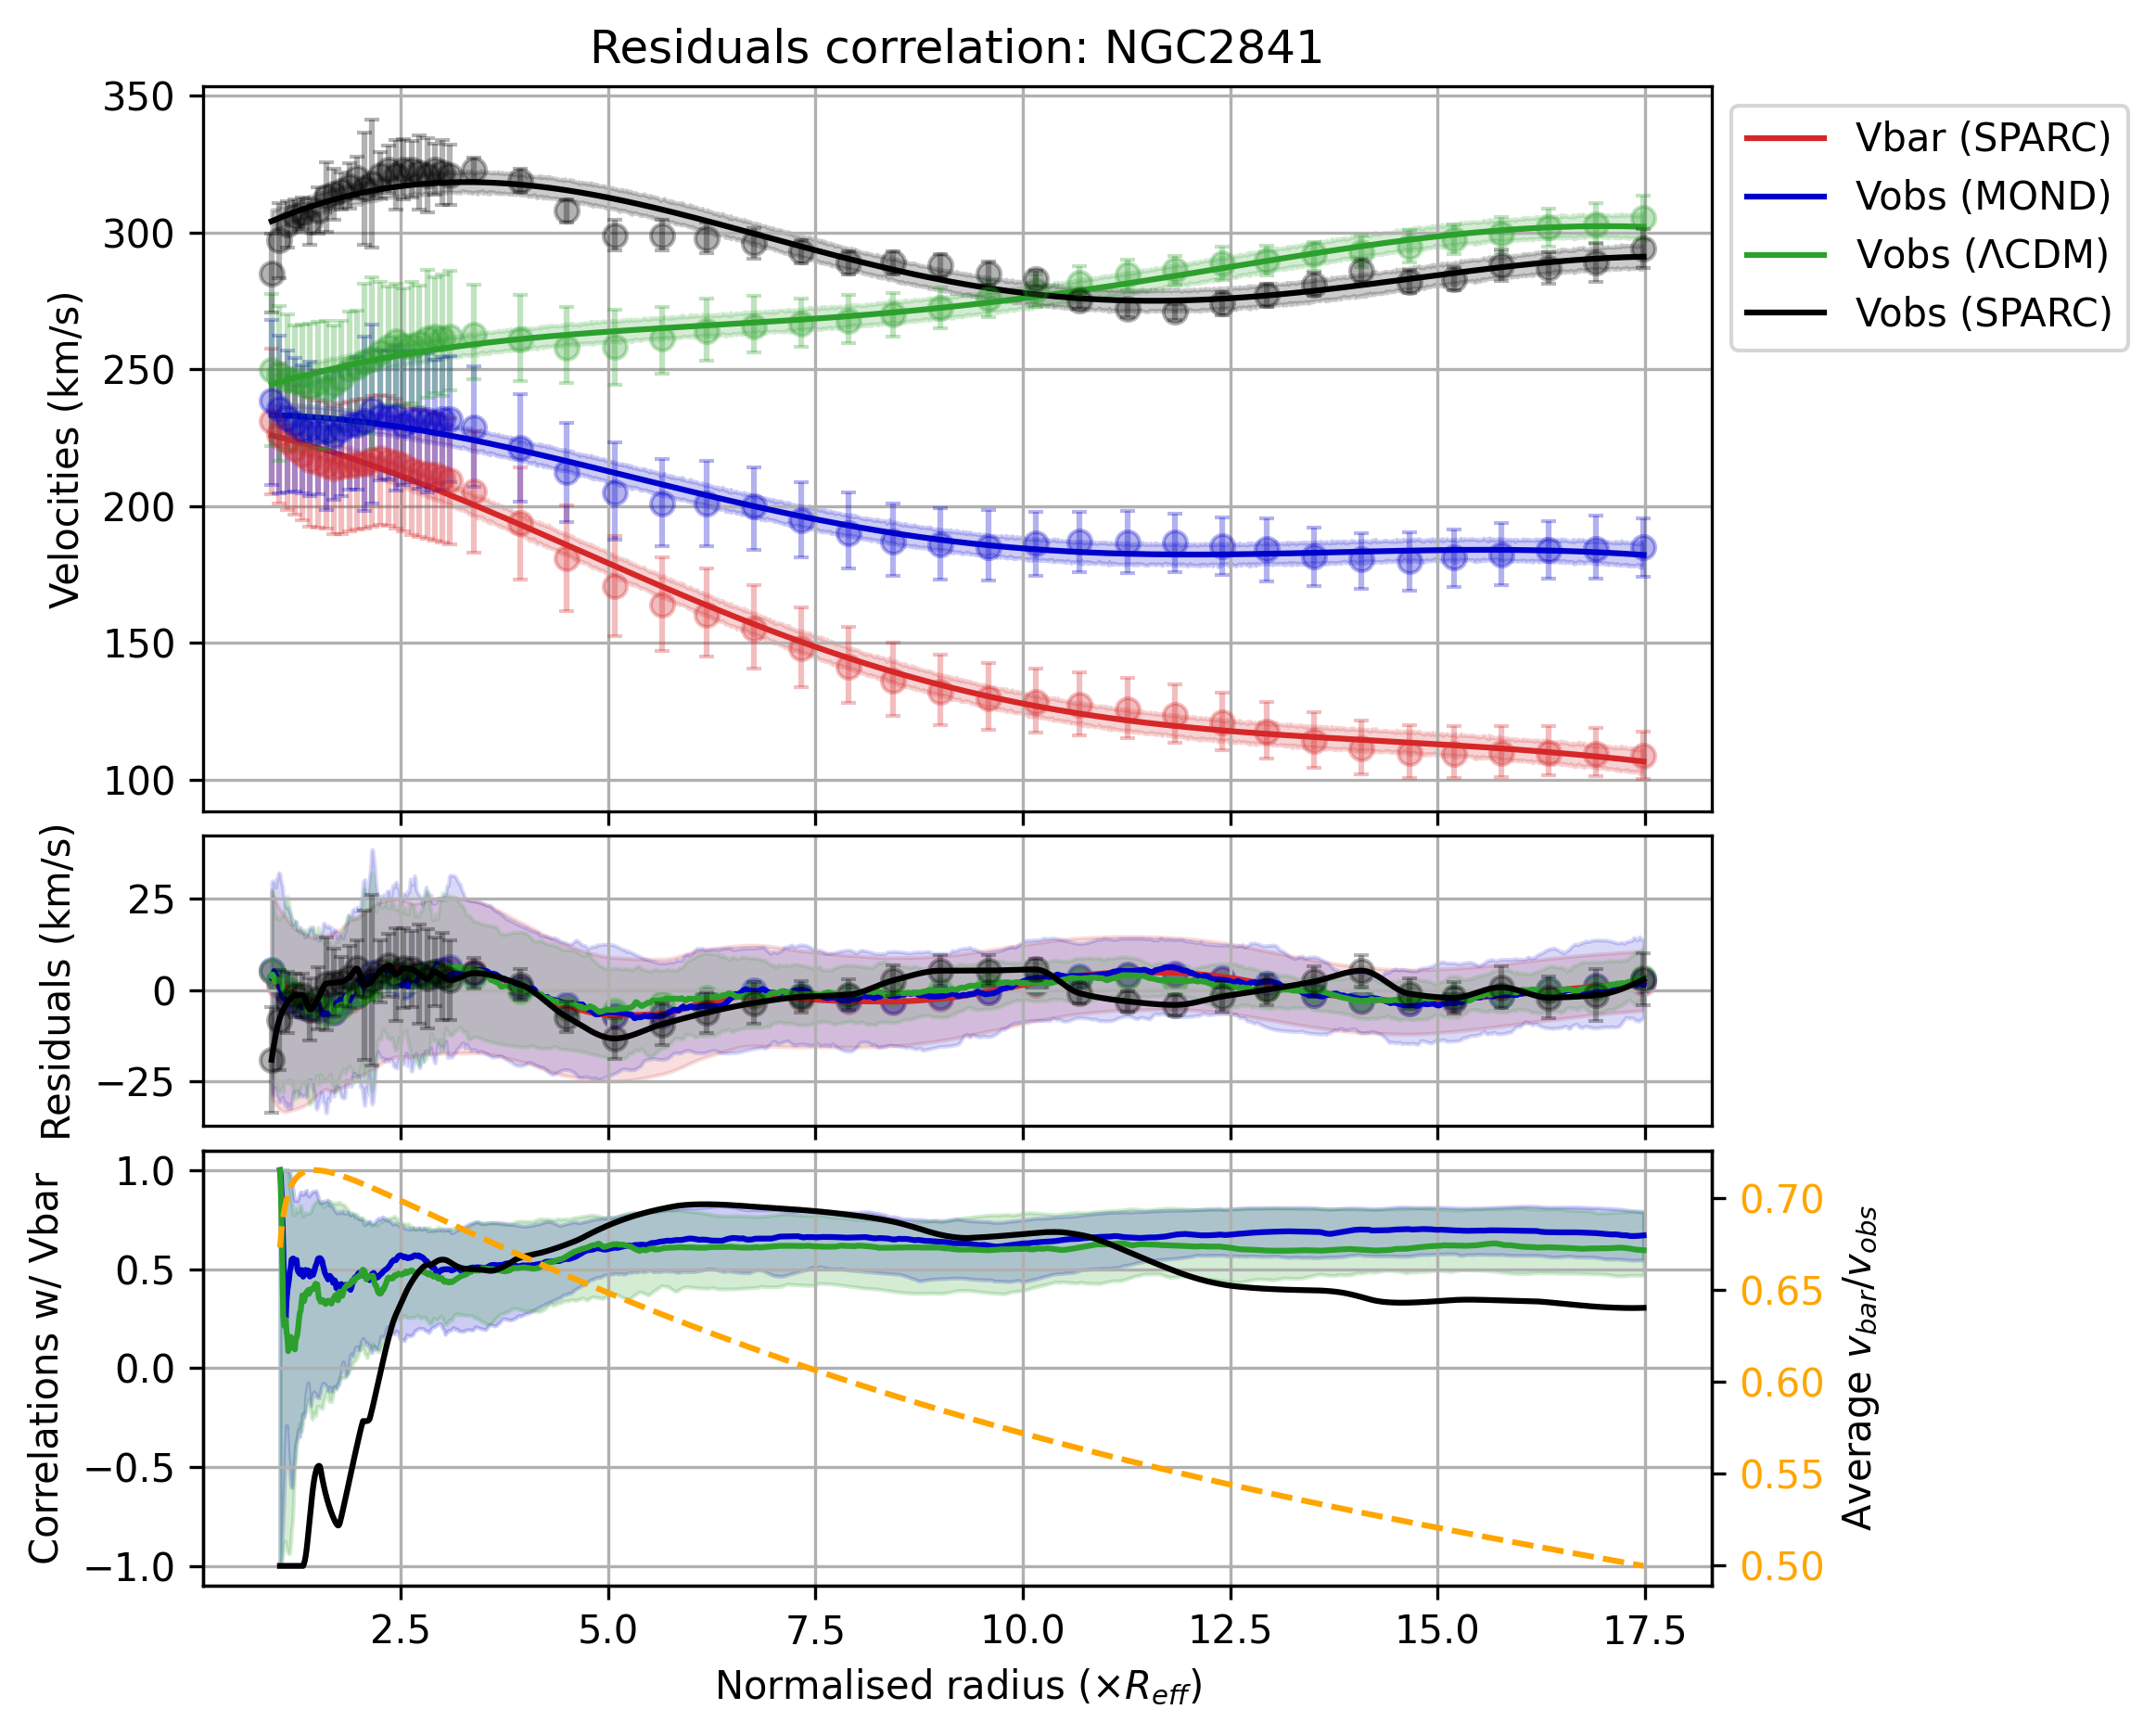 Residuals correlation: NGC2841
350
300
250
200
150
100
Velocities (km/s)
Vbar (SPARC)
Vobs (MOND)
Vobs (ΛCDM)
Vobs (SPARC)
25
0
−25
Residuals (km/s)
1.0
0.5
0.0
−0.5
−1.0
Correlations w/ Vbar
0.70
0.65
0.60
0.55
0.50
Average v_bar/v_obs
2.5 5.0 7.5 10.0 12.5 15.0 17.5
Normalised radius (×R_eff)